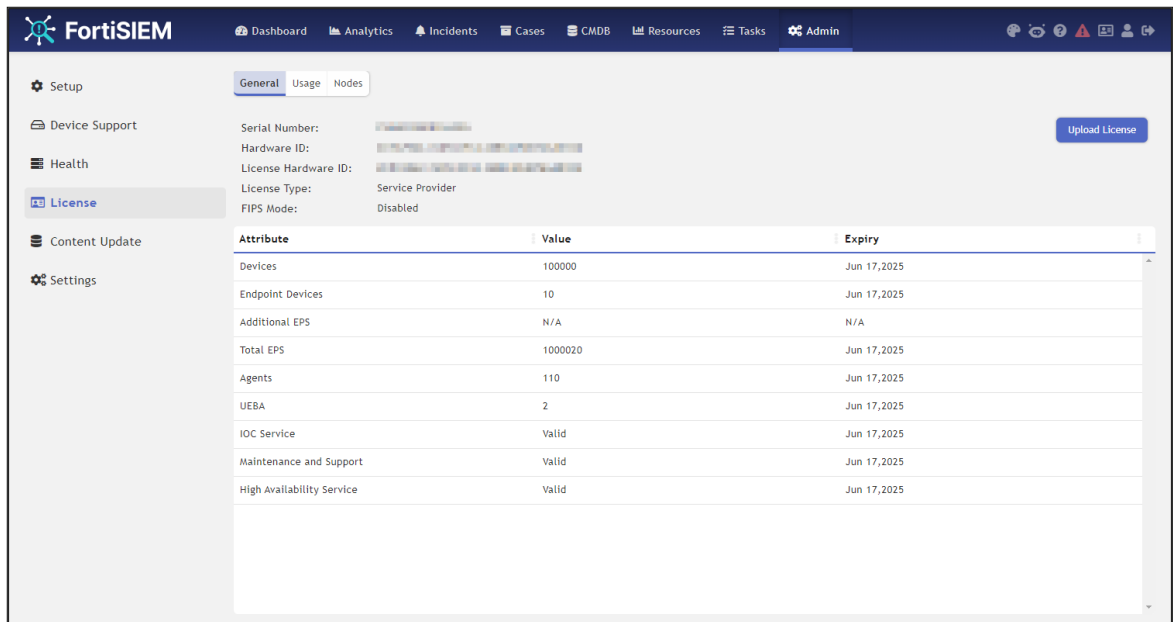 FortiSIEM Dashboard Analytics Incidents Cases CMDB Resources Tasks Admin
Setup
Device Support
Health
License
Content Update
Settings
General Usage Nodes
Serial Number:
Hardware ID:
License Hardware ID:
License Type: Service Provider
FIPS Mode: Disabled
Upload License
Attribute Value Expiry
Devices 100000 Jun 17,2025
Endpoint Devices 10 Jun 17,2025
Additional EPS N/A N/A
Total EPS 1000020 Jun 17,2025
Agents 110 Jun 17,2025
UEBA 2 Jun 17,2025
IOC Service Valid Jun 17,2025
Maintenance and Support Valid Jun 17,2025
High Availability Service Valid Jun 17,2025